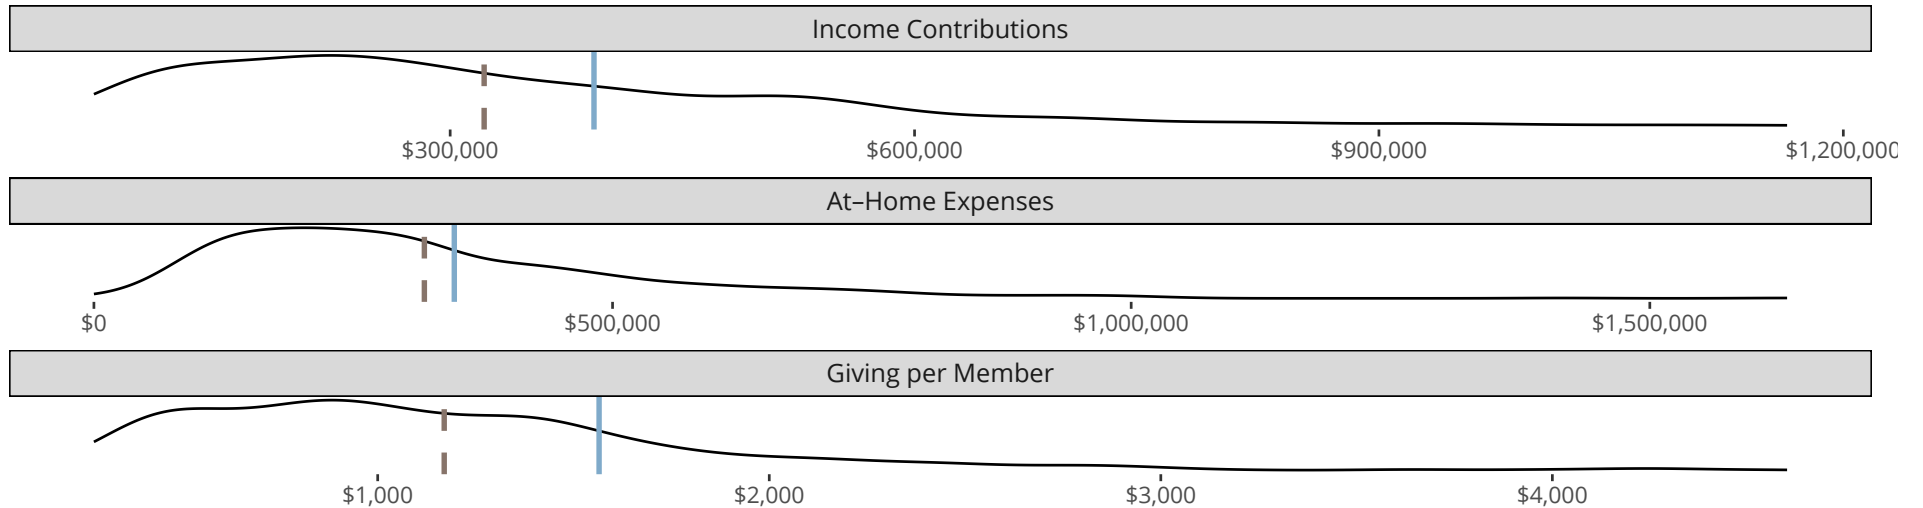 Income Contributions
$300,000 $600,000 $900,000 $1,200,000
At–Home Expenses
$0 $500,000 $1,000,000 $1,500,000
Giving per Member
$1,000 $2,000 $3,000 $4,000